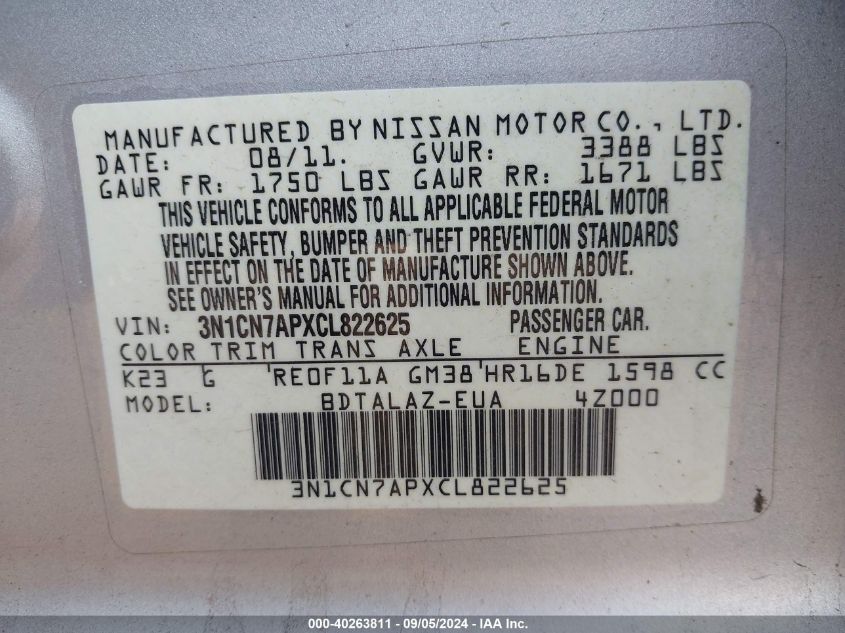 MANUFACTURED BY NISSAN MOTOR CO., LTD.
DATE: 08/11. GVWR: 3388 LBS
GAWR FR: 1750 LBS GAWR RR: 1671 LBS
THIS VEHICLE CONFORMS TO ALL APPLICABLE FEDERAL MOTOR
VEHICLE SAFETY, BUMPER AND THEFT PREVENTION STANDARDS
IN EFFECT ON THE DATE OF MANUFACTURE SHOWN ABOVE.
SEE OWNER'S MANUAL FOR ADDITIONAL INFORMATION.
VIN: 3N1CN7APXCL822625 PASSENGER CAR.
COLOR TRIM TRANS AXLE ENGINE
K23 G RE0F11A GM38 HR16DE 1598 CC
MODEL: BDTALAZ-EUA 4Z000
3N1CN7APXCL822625
000-40263811 - 09/05/2024 - IAA Inc.